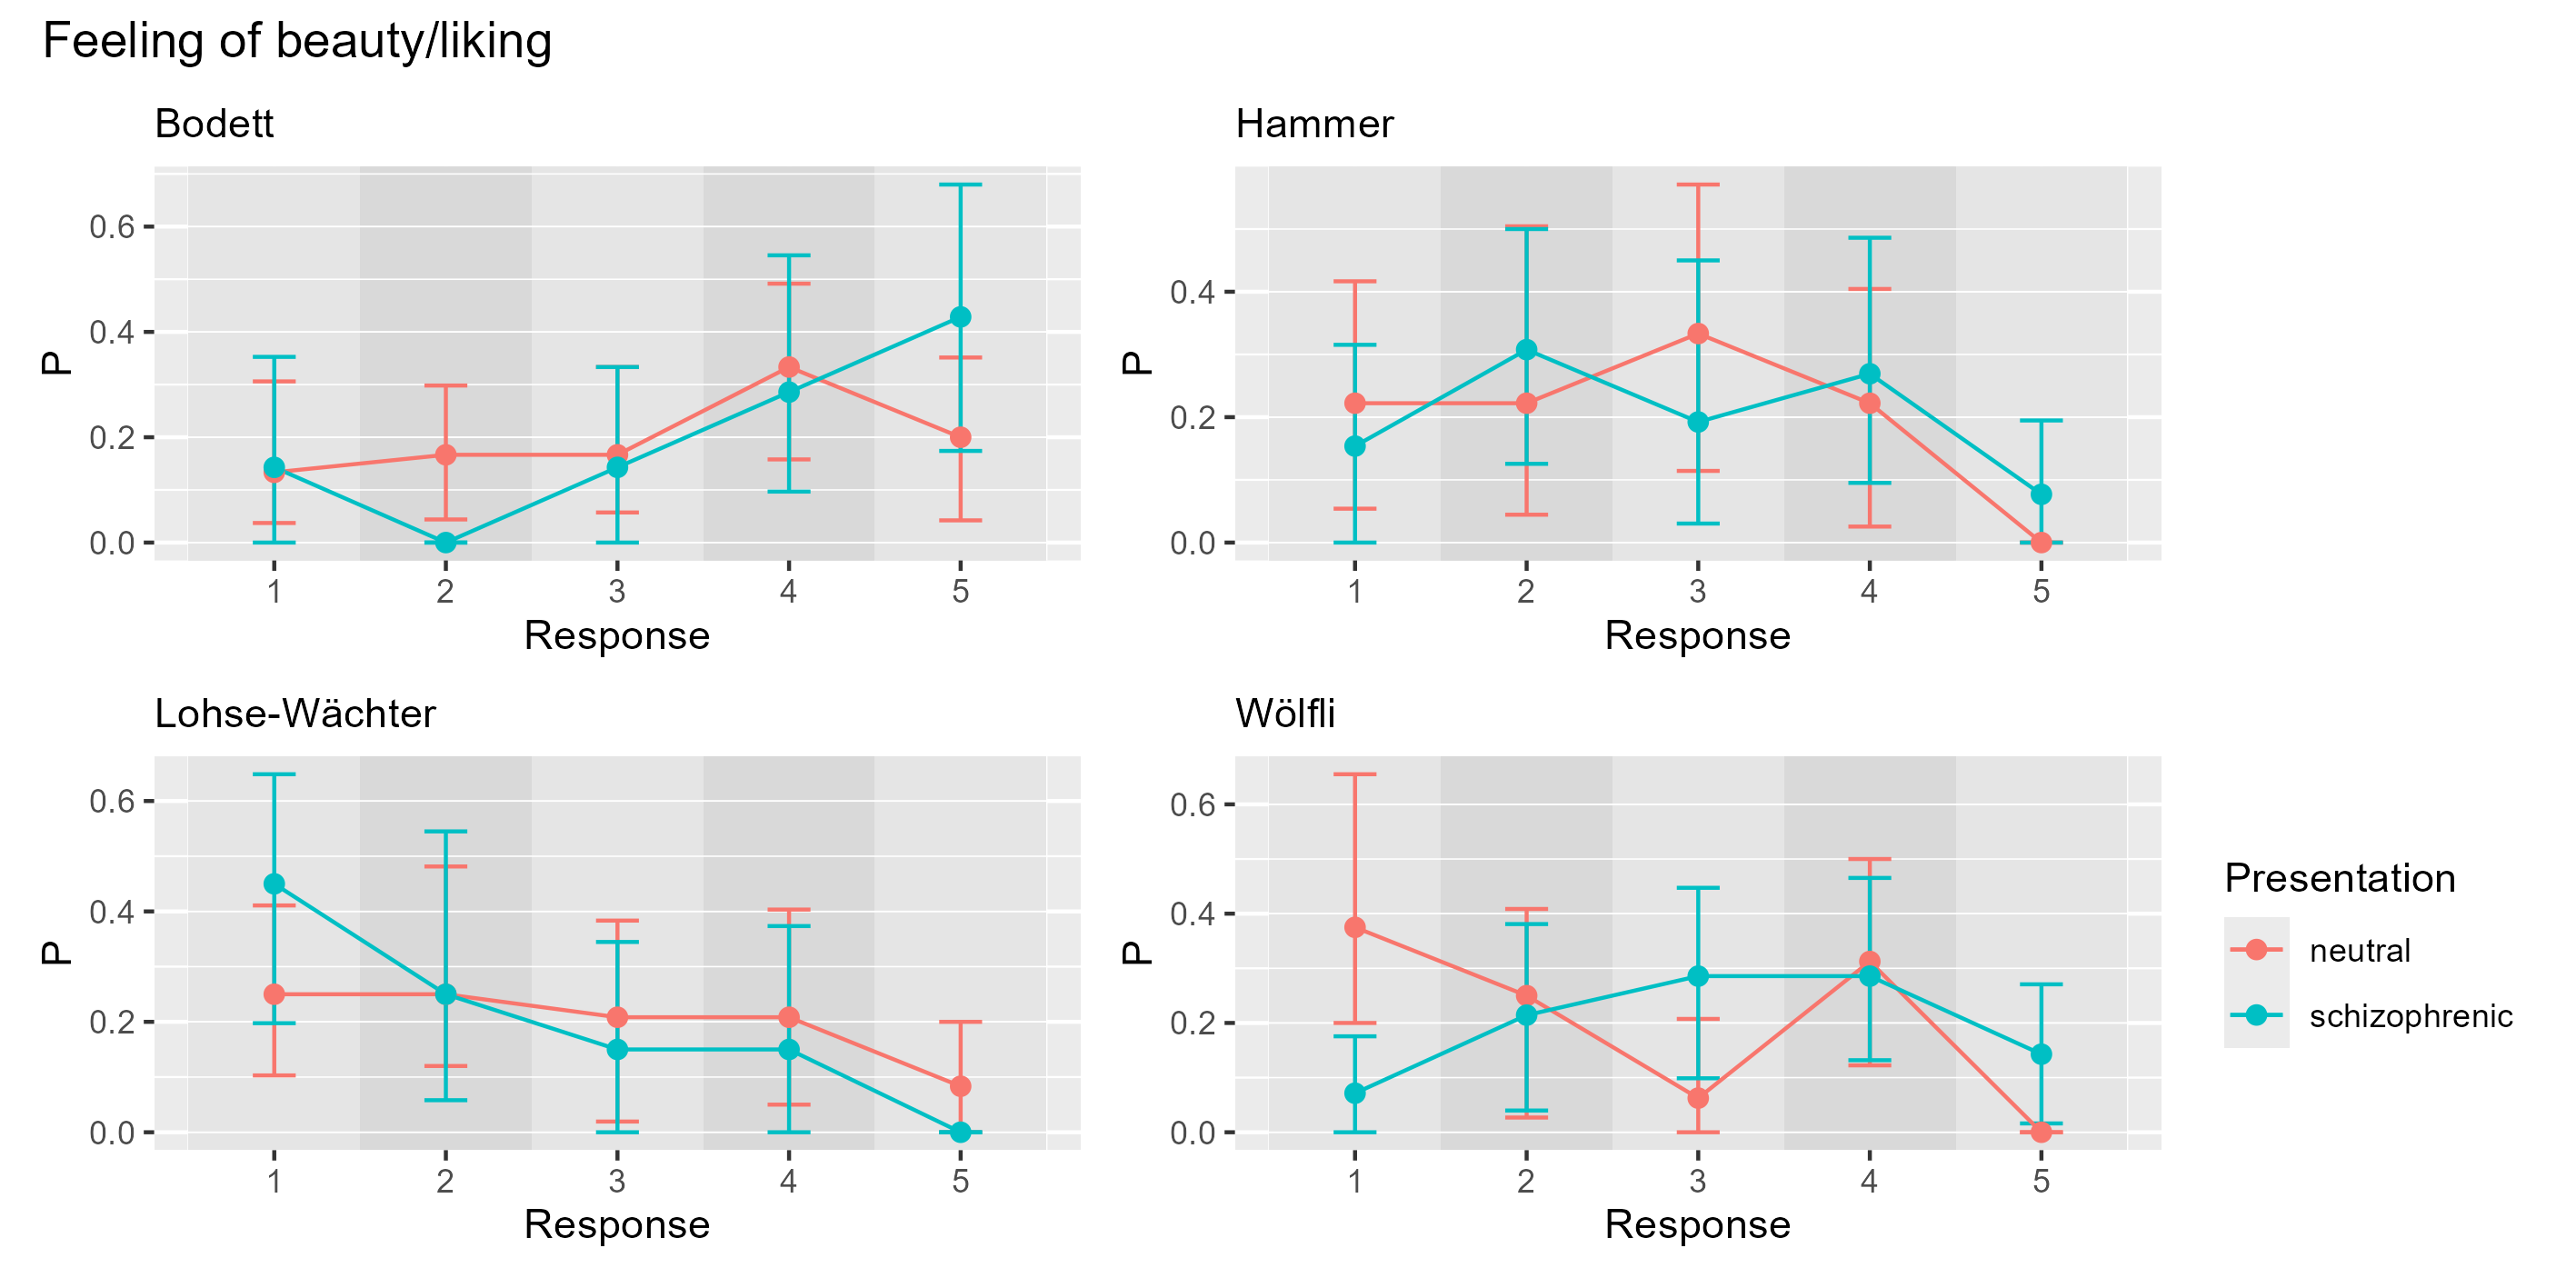 Feeling of beauty/liking
Bodett
P
0.6
0.4
0.2
0.0
1 2 3 4 5
Response
Hammer
P
0.4
0.2
0.0
1 2 3 4 5
Response
Lohse-Wächter
P
0.6
0.4
0.2
0.0
1 2 3 4 5
Response
Wölfli
P
0.6
0.4
0.2
0.0
1 2 3 4 5
Response
Presentation
neutral
schizophrenic